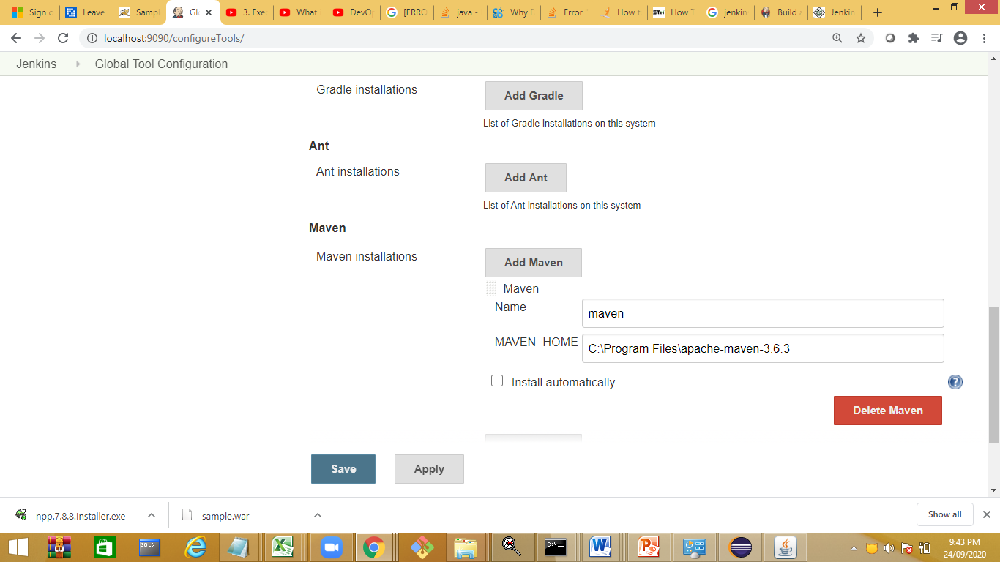 Sign o
Leave
Sampl
Gl
3. Exe
What
DevO
[ERRO
java -
Why D
Error
How t
How T
jenkin
Build a
Jenkin
localhost:9090/configureTools/
Jenkins
Global Tool Configuration
Gradle installations
Add Gradle
List of Gradle installations on this system
Ant
Ant installations
Add Ant
List of Ant installations on this system
Maven
Maven installations
Add Maven
Maven
Name
maven
MAVEN_HOME
C:\Program Files\apache-maven-3.6.3
Install automatically
?
Delete Maven
Save
Apply
npp.7.8.8.Installer.exe
sample.war
Show all
9:43 PM
24/09/2020